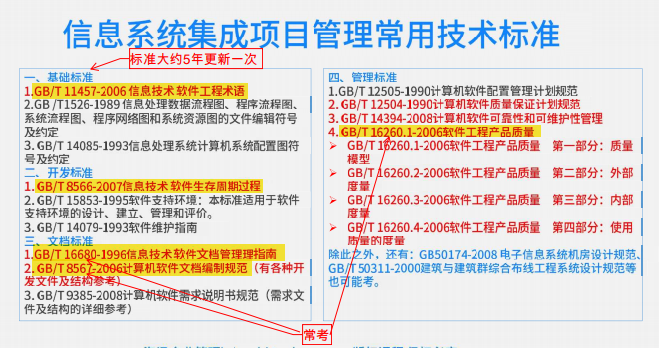 信息系统集成项目管理常用技术标准
标准大约5年更新一次
一、基础标准
1.GB/T 11457-2006 信息技术 软件工程术语
2.GB /T1526-1989 信息处理数据流程图、程序流程图、
系统流程图、程序网络图和系统资源图的文件编辑符号
及约定
3. GB/T 14085-1993信息处理系统计算机系统配置图符
号及约定
二、开发标准
1. GB/T 8566-2007信息技术 软件生存周期过程
2. GB/T 15853-1995软件支持环境：本标准适用于软件
支持环境的设计、建立、管理和评价。
3. GB/T 14079-1993软件维护指南
三、文档标准
1.GB/T 16680-1996信息技术 软件文档管理理指南
2. GB/T 8567-2006计算机软件文档编制规范（有各种开
发文件及结构参考）
3. GB/T 9385-2008计算机软件需求说明书规范（需求文
件及结构的详细参考）
四、管理标准
1.GB/T 12505-1990计算机软件配置管理计划规范
2. GB/T 12504-1990计算机软件质量保证计划规范
3. GB/T 14394-2008计算机软件可靠性和可维护性管理
4. GB/T 16260.1-2006软件工程产品质量
➢ GB/T 16260.1-2006软件工程产品质量 第一部分：质量
模型
➢ GB/T 16260.2-2006软件工程产品质量 第二部分：外部
度量
➢ GB/T 16260.3-2006软件工程产品质量 第三部分：内部
度量
➢ GB/T 16260.4-2006软件工程产品质量 第四部分：使用
质量的度量
除此之外，还有：GB50174-2008 电子信息系统机房设计规范、
GB/T 50311-2000建筑与建筑群综合布线工程系统设计规范等
也可能考。
常考